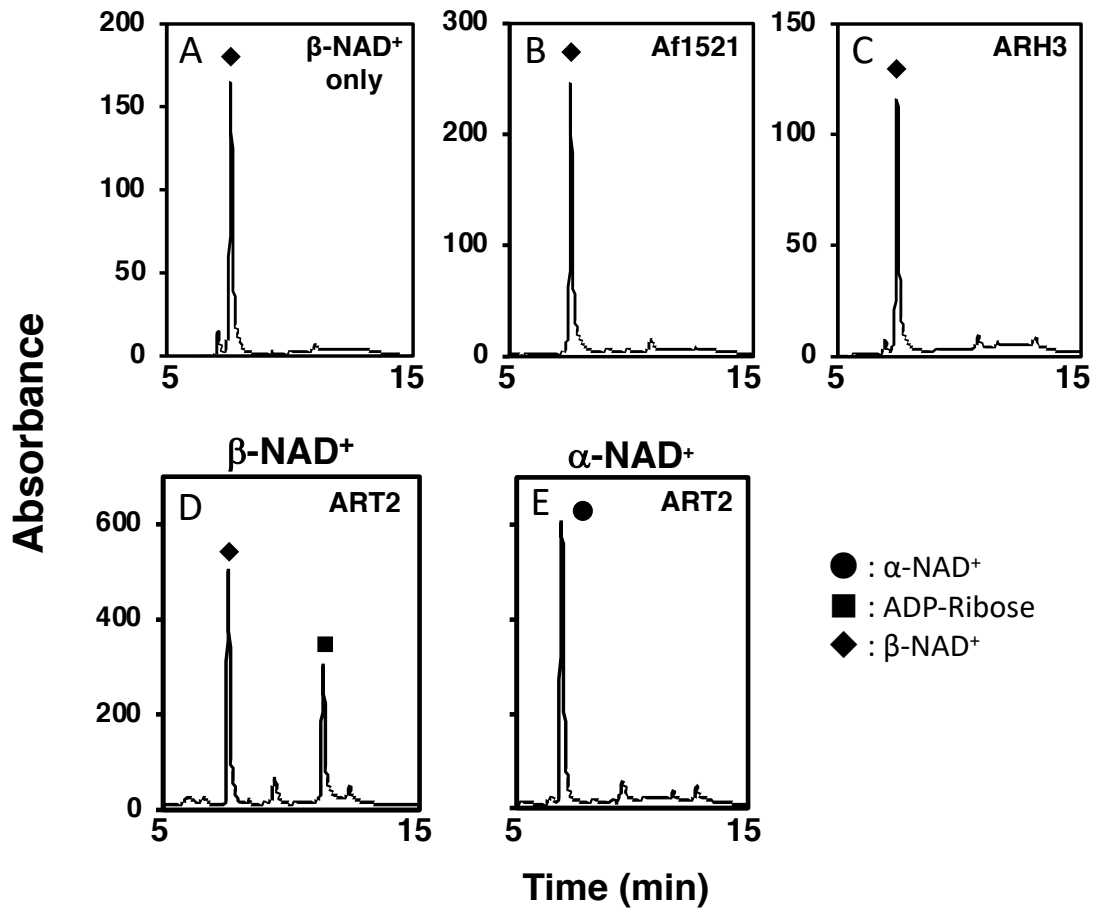 A
β-NAD⁺
only
200
150
100
50
0
5
15
B
Af1521
300
200
100
0
5
15
C
ARH3
150
100
50
0
5
15
Absorbance
β-NAD⁺
D
ART2
600
400
200
0
5
15
α-NAD⁺
E
ART2
5
15
: α-NAD⁺
: ADP-Ribose
: β-NAD⁺
Time (min)